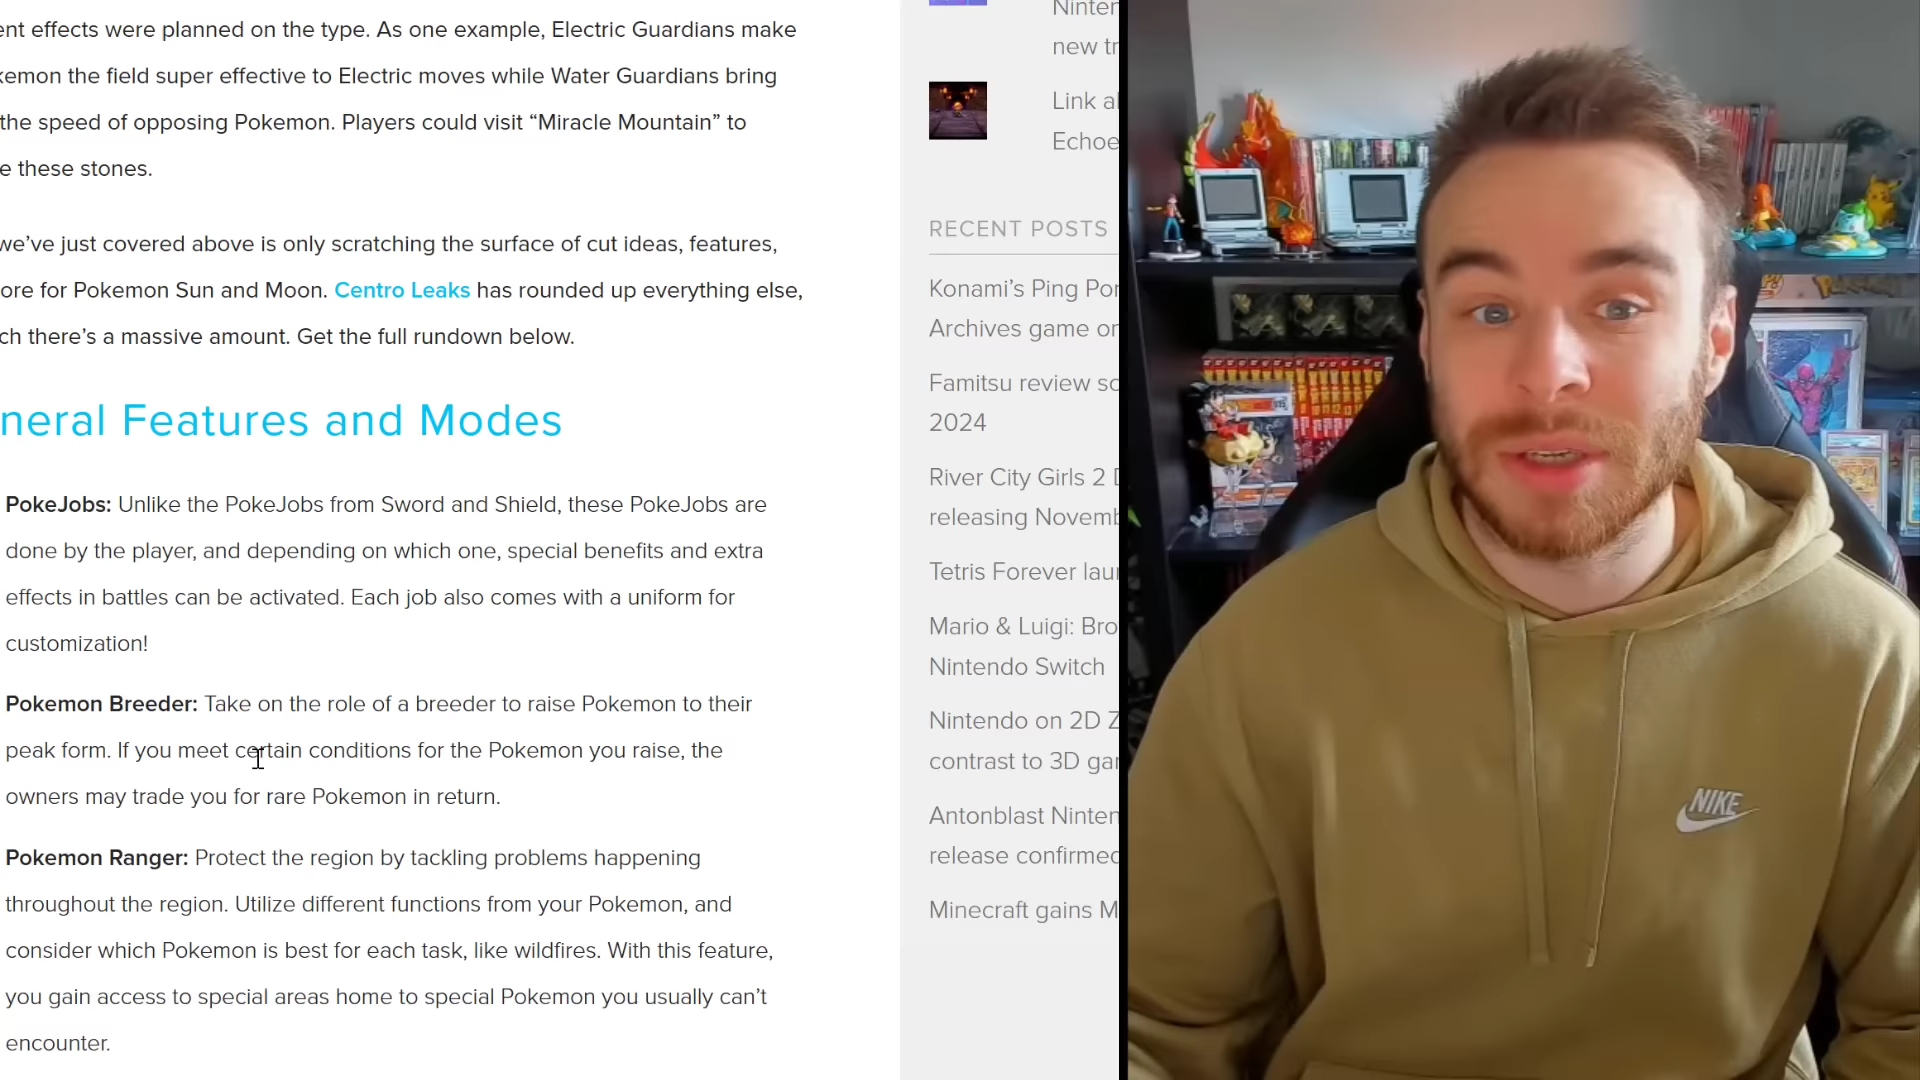 ent effects were planned on the type. As one example, Electric Guardians make
kemon the field super effective to Electric moves while Water Guardians bring
the speed of opposing Pokemon. Players could visit “Miracle Mountain” to
e these stones.
we’ve just covered above is only scratching the surface of cut ideas, features,
ore for Pokemon Sun and Moon. Centro Leaks has rounded up everything else,
ch there’s a massive amount. Get the full rundown below.
neral Features and Modes
PokeJobs: Unlike the PokeJobs from Sword and Shield, these PokeJobs are
done by the player, and depending on which one, special benefits and extra
effects in battles can be activated. Each job also comes with a uniform for
customization!
Pokemon Breeder: Take on the role of a breeder to raise Pokemon to their
peak form. If you meet certain conditions for the Pokemon you raise, the
owners may trade you for rare Pokemon in return.
Pokemon Ranger: Protect the region by tackling problems happening
throughout the region. Utilize different functions from your Pokemon, and
consider which Pokemon is best for each task, like wildfires. With this feature,
you gain access to special areas home to special Pokemon you usually can’t
encounter.
Ninten
new tr
Link a
Echoe
RECENT POSTS
Konami’s Ping Por
Archives game or
Famitsu review sc
2024
River City Girls 2
releasing Novemb
Tetris Forever lau
Mario & Luigi: Bro
Nintendo Switch
Nintendo on 2D Z
contrast to 3D gar
Antonblast Ninten
release confirmed
Minecraft gains M
NIKE